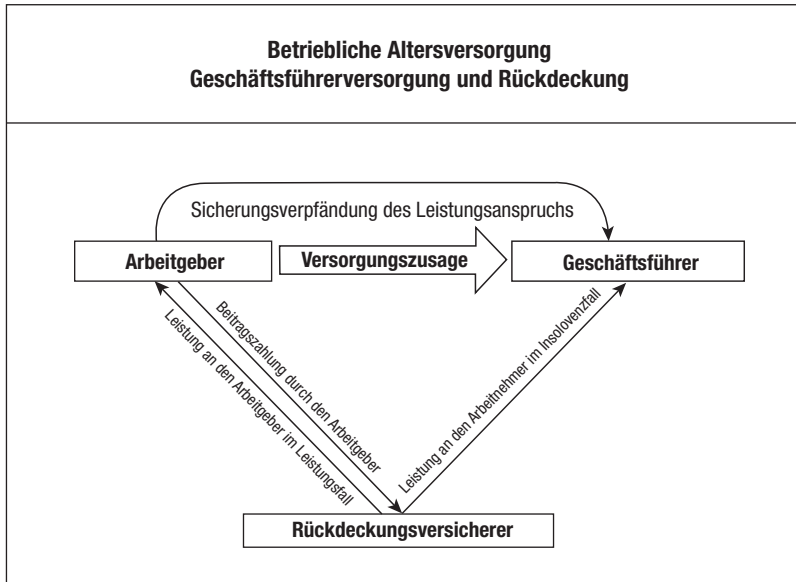 Betriebliche Altersversorgung
Geschäftsführerversorgung und Rückdeckung
Sicherungsverpfändung des Leistungsanspruchs
Arbeitgeber
Versorgungszusage
Geschäftsführer
Beitragszahlung durch den Arbeitgeber
Leistung an den Arbeitgeber im Leistungsfall
Leistung an den Arbeitnehmer im Insolovenzfall
Rückdeckungsversicherer